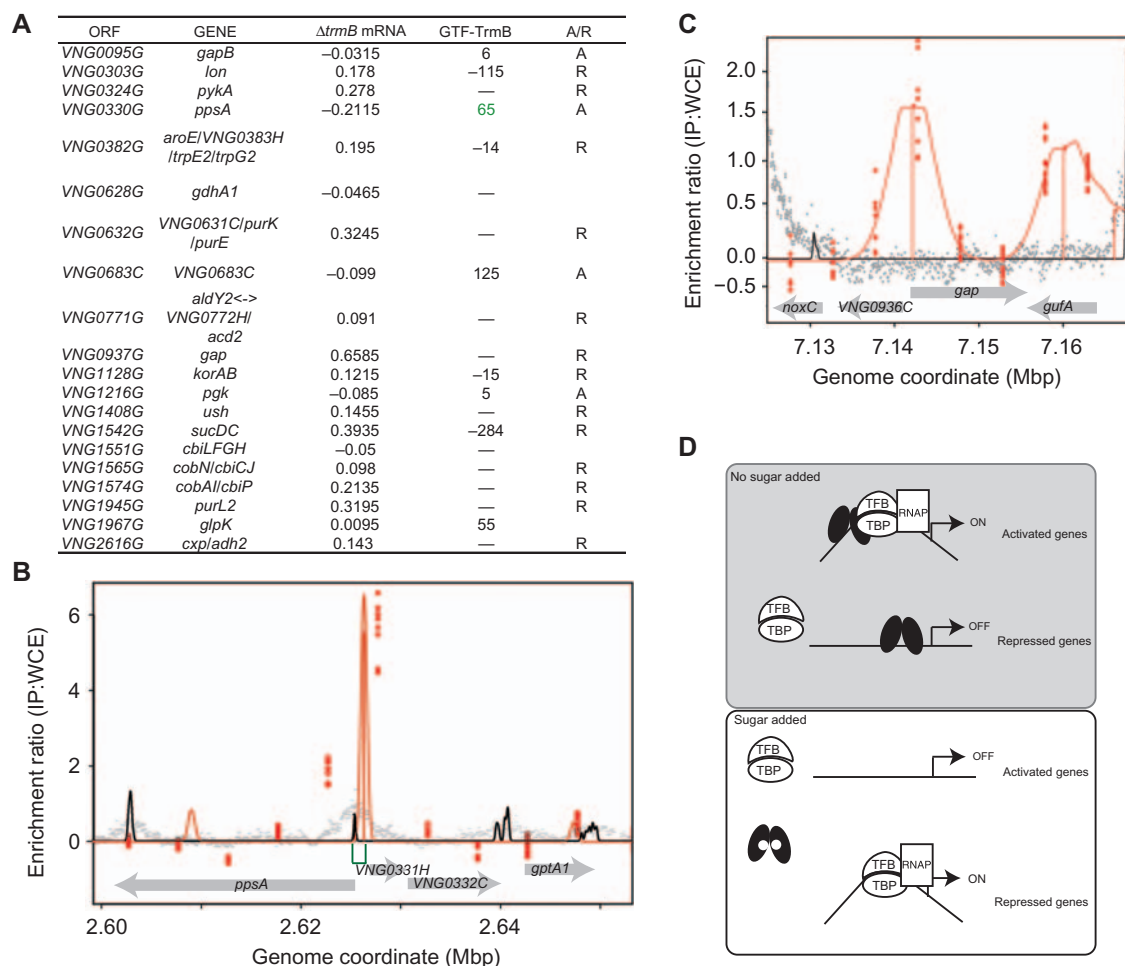 A
ORF GENE ΔtrmB mRNA GTF-TrmB A/R
VNG0095G gapB –0.0315 6 A
VNG0303G lon 0.178 –115 R
VNG0324G pykA 0.278 — R
VNG0330G ppsA –0.2115 65 A
VNG0382G aroE/VNG0383H 0.195 –14 R
/trpE2/trpG2
VNG0628G gdhA1 –0.0465 —
VNG0632G VNG0631C/purK 0.3245 — R
/purE
VNG0683C VNG0683C –0.099 125 A
aldY2<->
VNG0771G VNG0772H/ 0.091 — R
acd2
VNG0937G gap 0.6585 — R
VNG1128G korAB 0.1215 –15 R
VNG1216G pgk –0.085 5 A
VNG1408G ush 0.1455 — R
VNG1542G sucDC 0.3935 –284 R
VNG1551G cbiLFGH –0.05 —
VNG1565G cobN/cbiCJ 0.098 — R
VNG1574G cobAI/cbiP 0.2135 — R
VNG1945G purL2 0.3195 — R
VNG1967G glpK 0.0095 55
VNG2616G cxp/adh2 0.143 — R
B
Enrichment ratio (IP:WCE)
6
4
2
0
VNG0331H
ppsA
VNG0332C
gptA1
2.60 2.62 2.64
Genome coordinate (Mbp)
C
Enrichment ratio (IP:WCE)
2.0
1.5
1.0
0.5
0.0
–0.5
gap
noxC VNG0936C gufA
7.13 7.14 7.15 7.16
Genome coordinate (Mbp)
D
No sugar added
TFB
TBP
RNAP
ON
Activated genes
TFB
TBP
OFF
Repressed genes
Sugar added
TFB
TBP
OFF
Activated genes
TFB
TBP
RNAP
ON
Repressed genes